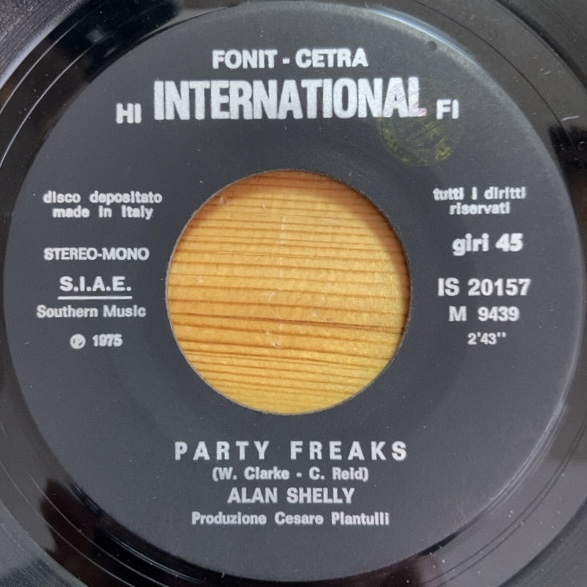 FONIT - CETRA
HI INTERNATIONAL FI
disco depositato
made in Italy
STEREO-MONO
S.I.A.E.
Southern Music
℗ 1975
tutti i diritti
riservati
giri 45
IS 20157
M 9439
2'43''
PARTY FREAKS
(W. Clarke - C. Reid)
ALAN SHELLY
Produzione Cesare Plantulli